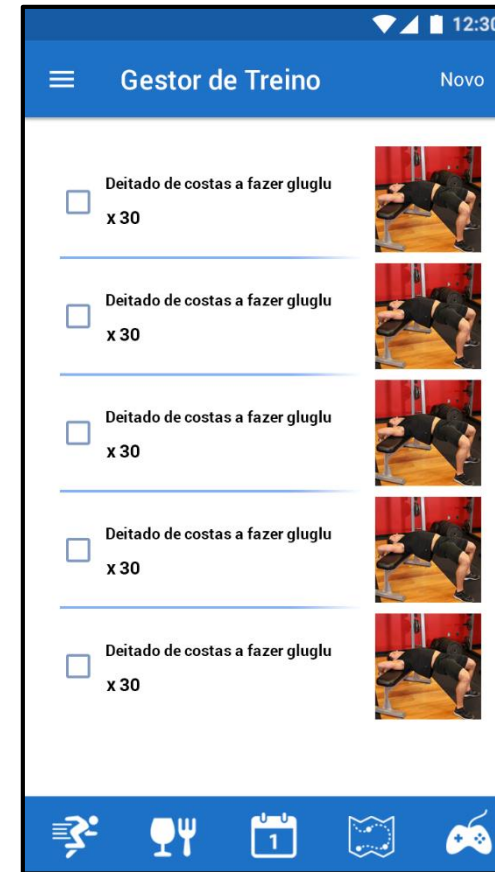 12:30
Gestor de Treino
Novo
Deitado de costas a fazer gluglu
x 30
Deitado de costas a fazer gluglu
x 30
Deitado de costas a fazer gluglu
x 30
Deitado de costas a fazer gluglu
x 30
Deitado de costas a fazer gluglu
x 30
1